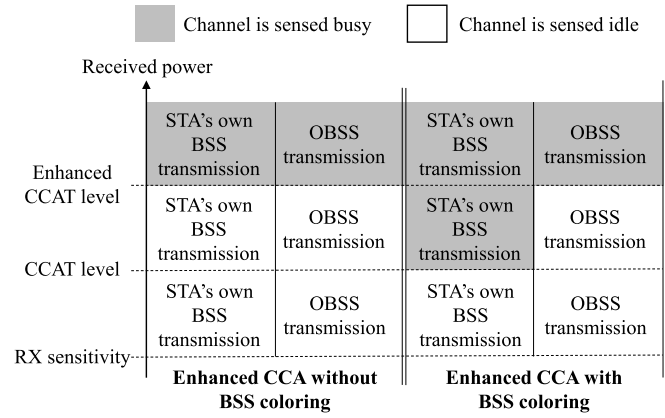 Channel is sensed busy
Channel is sensed idle
Received power
STA's own
BSS
transmission
OBSS
transmission
STA's own
BSS
transmission
OBSS
transmission
Enhanced
CCAT level
STA's own
BSS
transmission
OBSS
transmission
STA's own
BSS
transmission
OBSS
transmission
CCAT level
STA's own
BSS
transmission
OBSS
transmission
STA's own
BSS
transmission
OBSS
transmission
RX sensitivity
Enhanced CCA without
BSS coloring
Enhanced CCA with
BSS coloring